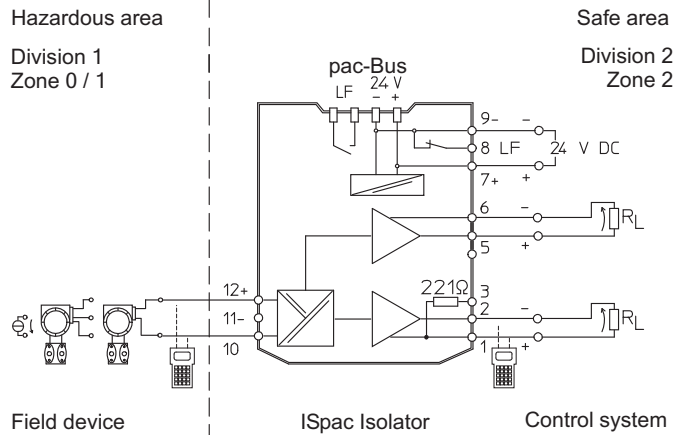 Hazardous area
Safe area
Division 1
Zone 0 / 1
Division 2
Zone 2
pac-Bus
LF
24 V
- +
9- -
8 LF 24 V DC
7+ +
6 -
RL
5 +
221Ω
3
12+
2 -
11-
RL
10
1 +
Field device
ISpac Isolator
Control system